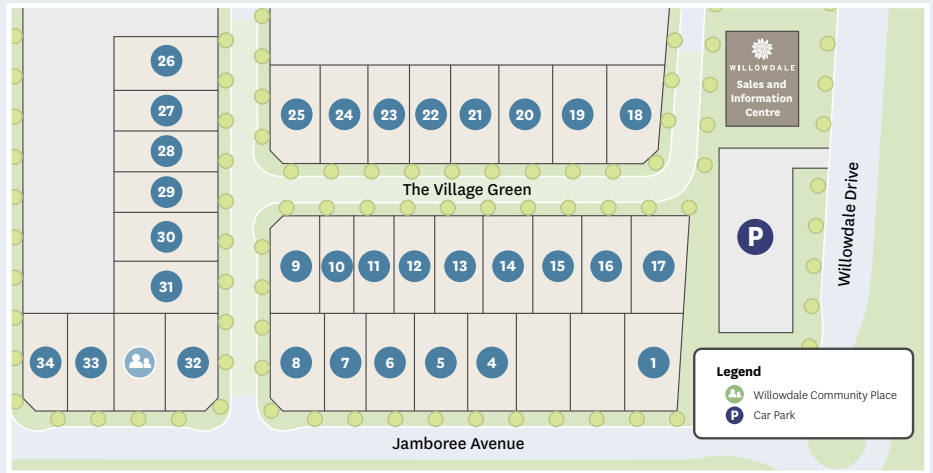 26
27
28
29
30
31
34
33
32
25
24
23
22
21
20
19
18
The Village Green
9
10
11
12
13
14
15
16
17
8
7
6
5
4
1
Jamboree Avenue
WILLOWDALE
Sales and
Information
Centre
P
Willowdale Drive
Legend
Willowdale Community Place
P
Car Park